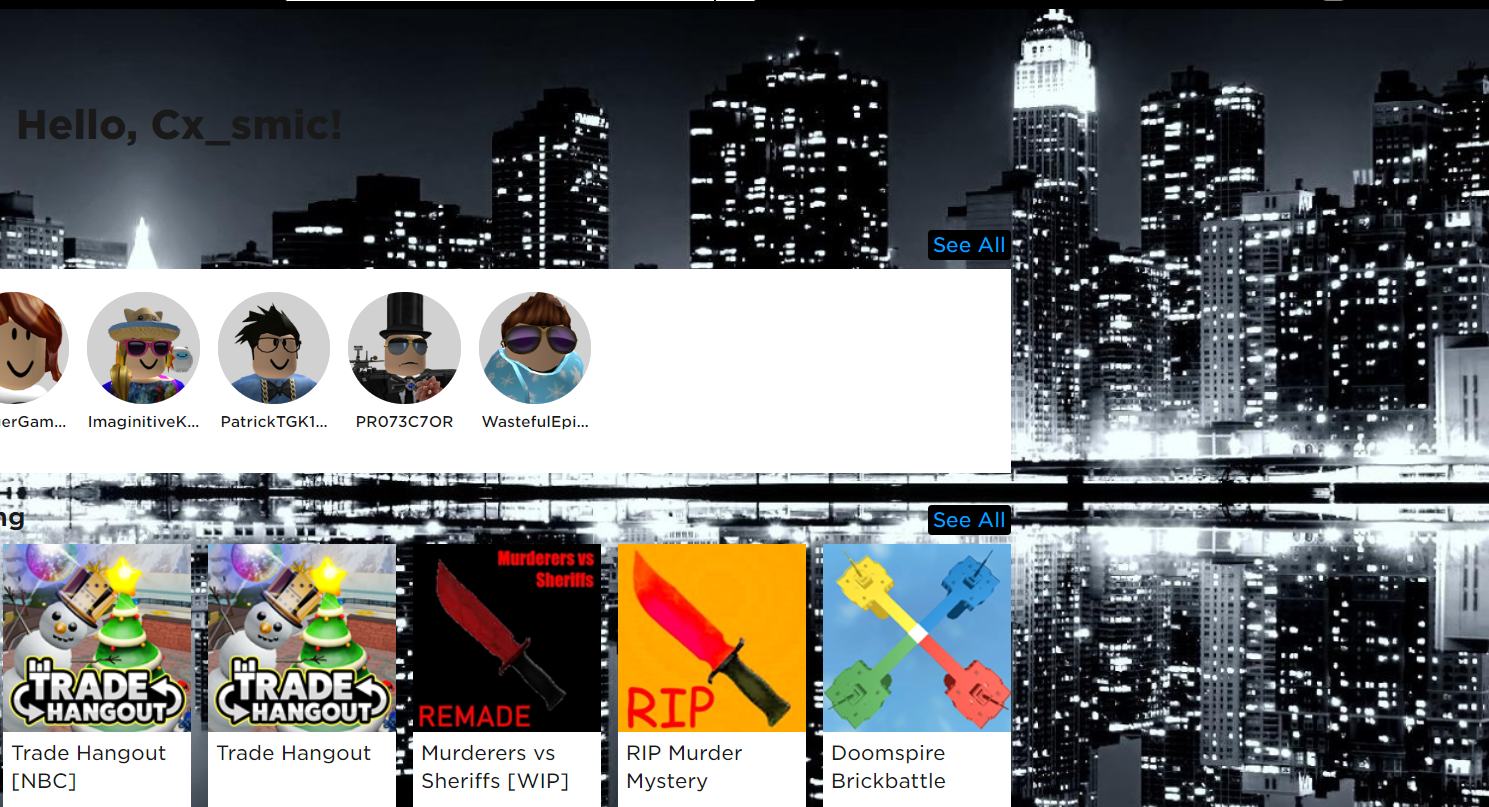 Hello, Cx_smic!
See All
erGam...
ImaginitiveK...
PatrickTGK1...
PR073C7OR
WastefulEpi...
ng
See All
TRADE
HANGOUT
TRADE
HANGOUT
Murderers vs
Sheriffs
REMADE
RIP
Trade Hangout
[NBC]
Trade Hangout
Murderers vs
Sheriffs [WIP]
RIP Murder
Mystery
Doomspire
Brickbattle